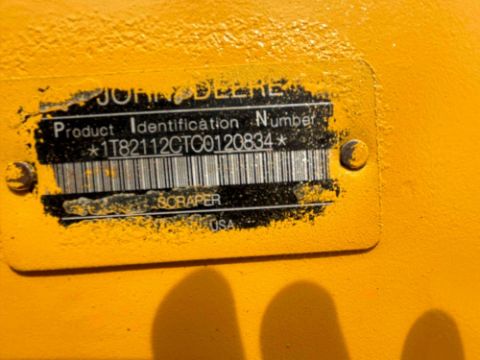 JOHN DEERE
Product Identification Number
*1T82112CTC0120834*
SCRAPER
USA